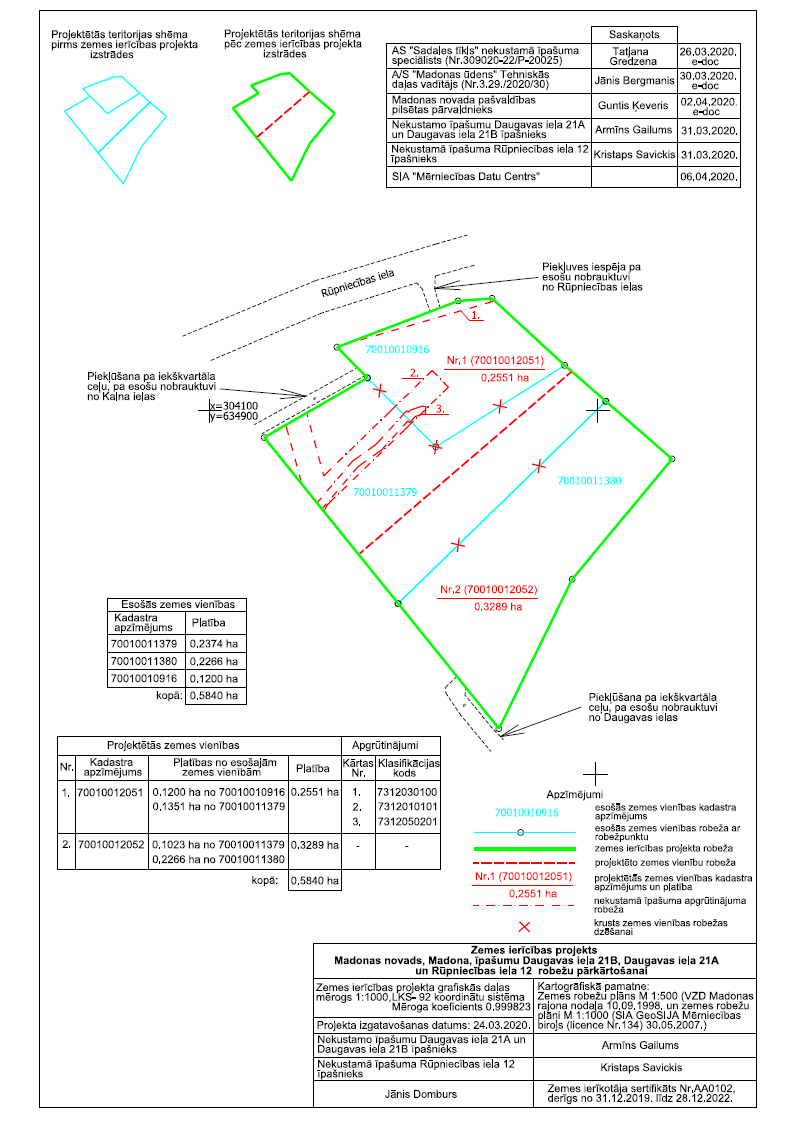 Projektētās teritorijas shēma
pirms zemes ierīcības projekta
izstrādes
Projektētās teritorijas shēma
pēc zemes ierīcības projekta
izstrādes
Saskaņots
AS "Sadales tīkls" nekustamā īpašuma
speciālists (Nr.309020-22/P-20025)
Tatjana
Gredzena
26.03.2020.
e-doc
A/S "Madonas ūdens" Tehniskās
daļas vadītājs (Nr.3.29./2020/30)
Jānis Bergmanis
30.03.2020.
e-doc
Madonas novada pašvaldības
pilsētas pārvaldnieks
Guntis Ķeveris
02.04.2020.
e-doc
Nekustamo īpašumu Daugavas iela 21A
un Daugavas iela 21B īpašnieks
Armīns Gailums
31.03.2020.
Nekustamā īpašuma Rūpniecības iela 12
īpašnieks
Kristaps Savickis
31.03.2020.
SIA "Mērniecības Datu Centrs"
06.04.2020.
Rūpniecības iela
Piekļuves iespēja pa
esošu nobrauktuvi
no Rūpniecības ielas
1.
70010010916
Nr.1 (70010012051)
0.2551 ha
2.
3.
Piekļūšana pa iekškvartāla
ceļu, pa esošu nobrauktuvi
no Kalna ielas
x=304100
y=634900
70010011379
70010011380
Nr.2 (70010012052)
0.3289 ha
Piekļūšana pa iekškvartāla
ceļu, pa esošu nobrauktuvi
no Daugavas ielas
Esošās zemes vienības
Kadastra
apzīmējums
Platība
70010011379 0.2374 ha
70010011380 0.2266 ha
70010010916 0.1200 ha
kopā: 0.5840 ha
Projektētās zemes vienības
Apgrūtinājumi
Nr.
Kadastra
apzīmējums
Platības no esošajām
zemes vienībām
Platība
Kārtas
Nr.
Klasifikācijas
kods
1. 70010012051 0.1200 ha no 70010010916 0.2551 ha 1. 7312030100
0.1351 ha no 70010011379 2. 7312010101
3. 7312050201
2. 70010012052 0.1023 ha no 70010011379 0.3289 ha - -
0.2266 ha no 70010011380
kopā: 0.5840 ha
Apzīmējumi
70010010916
esošās zemes vienības kadastra
apzīmējums
esošās zemes vienības robeža ar
robežpunktu
zemes ierīcības projekta robeža
projektēto zemes vienību robeža
Nr.1 (70010012051)
0.2551 ha
projektētās zemes vienības kadastra
apzīmējums un platība
nekustamā īpašuma apgrūtinājuma
robeža
krusts zemes vienības robežas
dzēšanai
Zemes ierīcības projekts
Madonas novads, Madona, īpašumu Daugavas iela 21B, Daugavas iela 21A
un Rūpniecības iela 12 robežu pārkārtošanai
Zemes ierīcības projekta grafiskās daļas
mērogs 1:1000,LKS- 92 koordinātu sistēma
Mēroga koeficients 0.999823
Projekta izgatavošanas datums: 24.03.2020.
Kartogrāfiskā pamatne:
Zemes robežu plāns M 1:500 (VZD Madonas
rajona nodaļa 10.09.1998, un zemes robežu
plāni M 1:1000 (SIA GeoSIJA Mērniecības
birojs (licence Nr.134) 30.05.2007.)
Nekustamo īpašumu Daugavas iela 21A un
Daugavas iela 21B īpašnieks
Armīns Gailums
Nekustamā īpašuma Rūpniecības iela 12
īpašnieks
Kristaps Savickis
Jānis Domburs
Zemes ierīkotāja sertifikāts Nr.AA0102,
derīgs no 31.12.2019. līdz 28.12.2022.